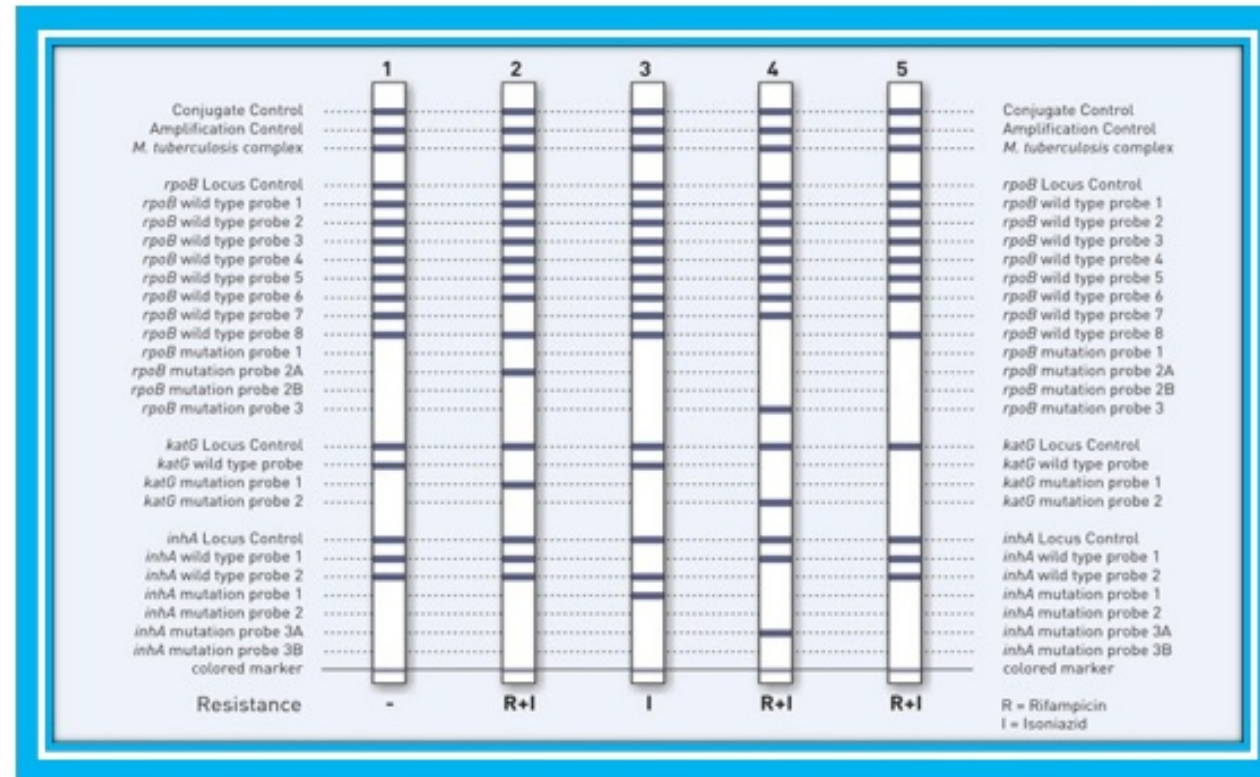 1 2 3 4 5
Conjugate Control Conjugate Control
Amplification Control Amplification Control
M. tuberculosis complex M. tuberculosis complex
rpoB Locus Control rpoB Locus Control
rpoB wild type probe 1 rpoB wild type probe 1
rpoB wild type probe 2 rpoB wild type probe 2
rpoB wild type probe 3 rpoB wild type probe 3
rpoB wild type probe 4 rpoB wild type probe 4
rpoB wild type probe 5 rpoB wild type probe 5
rpoB wild type probe 6 rpoB wild type probe 6
rpoB wild type probe 7 rpoB wild type probe 7
rpoB wild type probe 8 rpoB wild type probe 8
rpoB mutation probe 1 rpoB mutation probe 1
rpoB mutation probe 2A rpoB mutation probe 2A
rpoB mutation probe 2B rpoB mutation probe 2B
rpoB mutation probe 3 rpoB mutation probe 3
katG Locus Control katG Locus Control
katG wild type probe katG wild type probe
katG mutation probe 1 katG mutation probe 1
katG mutation probe 2 katG mutation probe 2
inhA Locus Control inhA Locus Control
inhA wild type probe 1 inhA wild type probe 1
inhA wild type probe 2 inhA wild type probe 2
inhA mutation probe 1 inhA mutation probe 1
inhA mutation probe 2 inhA mutation probe 2
inhA mutation probe 3A inhA mutation probe 3A
inhA mutation probe 3B inhA mutation probe 3B
colored marker colored marker
Resistance - R+I I R+I R+I R = Rifampicin
I = Isoniazid